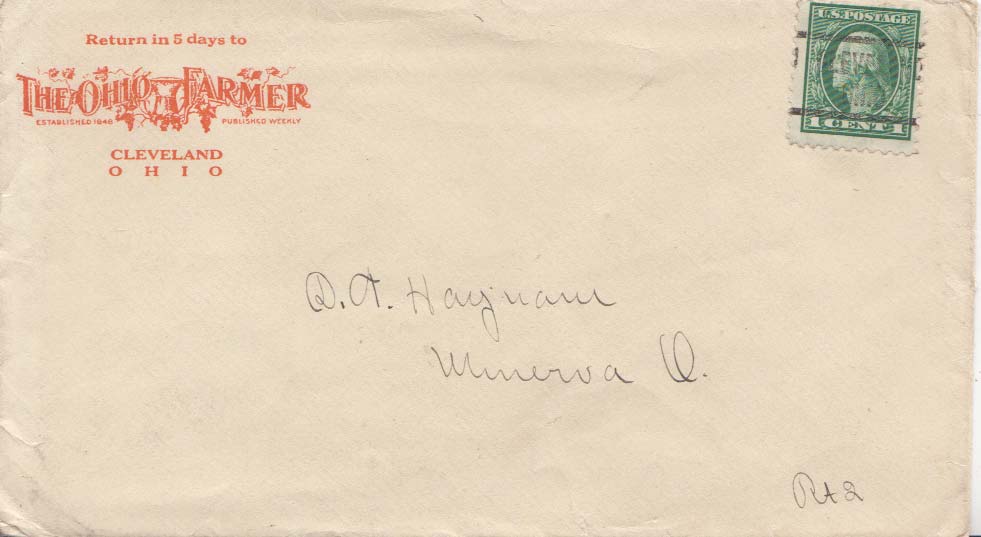 Return in 5 days to
THE OHIO FARMER
ESTABLISHED 1848 PUBLISHED WEEKLY
CLEVELAND
OHIO
U.S. POSTAGE
1 CENT 1
D. A. Haynam
Minerva O.
Rt 2